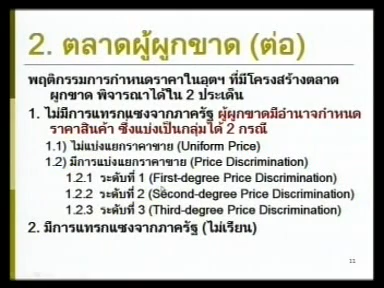 2. ตลาดผู้ผูกขาด (ต่อ)
พฤติกรรมการกำหนดราคาในอุตฯ ที่มีโครงสร้างตลาด
ผูกขาด พิจารณาได้ใน 2 ประเด็น
1. ไม่มีการแทรกแซงจากภาครัฐ ผู้ผูกขาดมีอำนาจกำหนด
ราคาสินค้า ซึ่งแบ่งเป็นกลุ่มได้ 2 กรณี
1.1) ไม่แบ่งแยกราคาขาย (Uniform Price)
1.2) มีการแบ่งแยกราคาขาย (Price Discrimination)
1.2.1 ระดับที่ 1 (First-degree Price Discrimination)
1.2.2 ระดับที่ 2 (Second-degree Price Discrimination)
1.2.3 ระดับที่ 3 (Third-degree Price Discrimination)
2. มีการแทรกแซงจากภาครัฐ (ไม่เรียน)
11